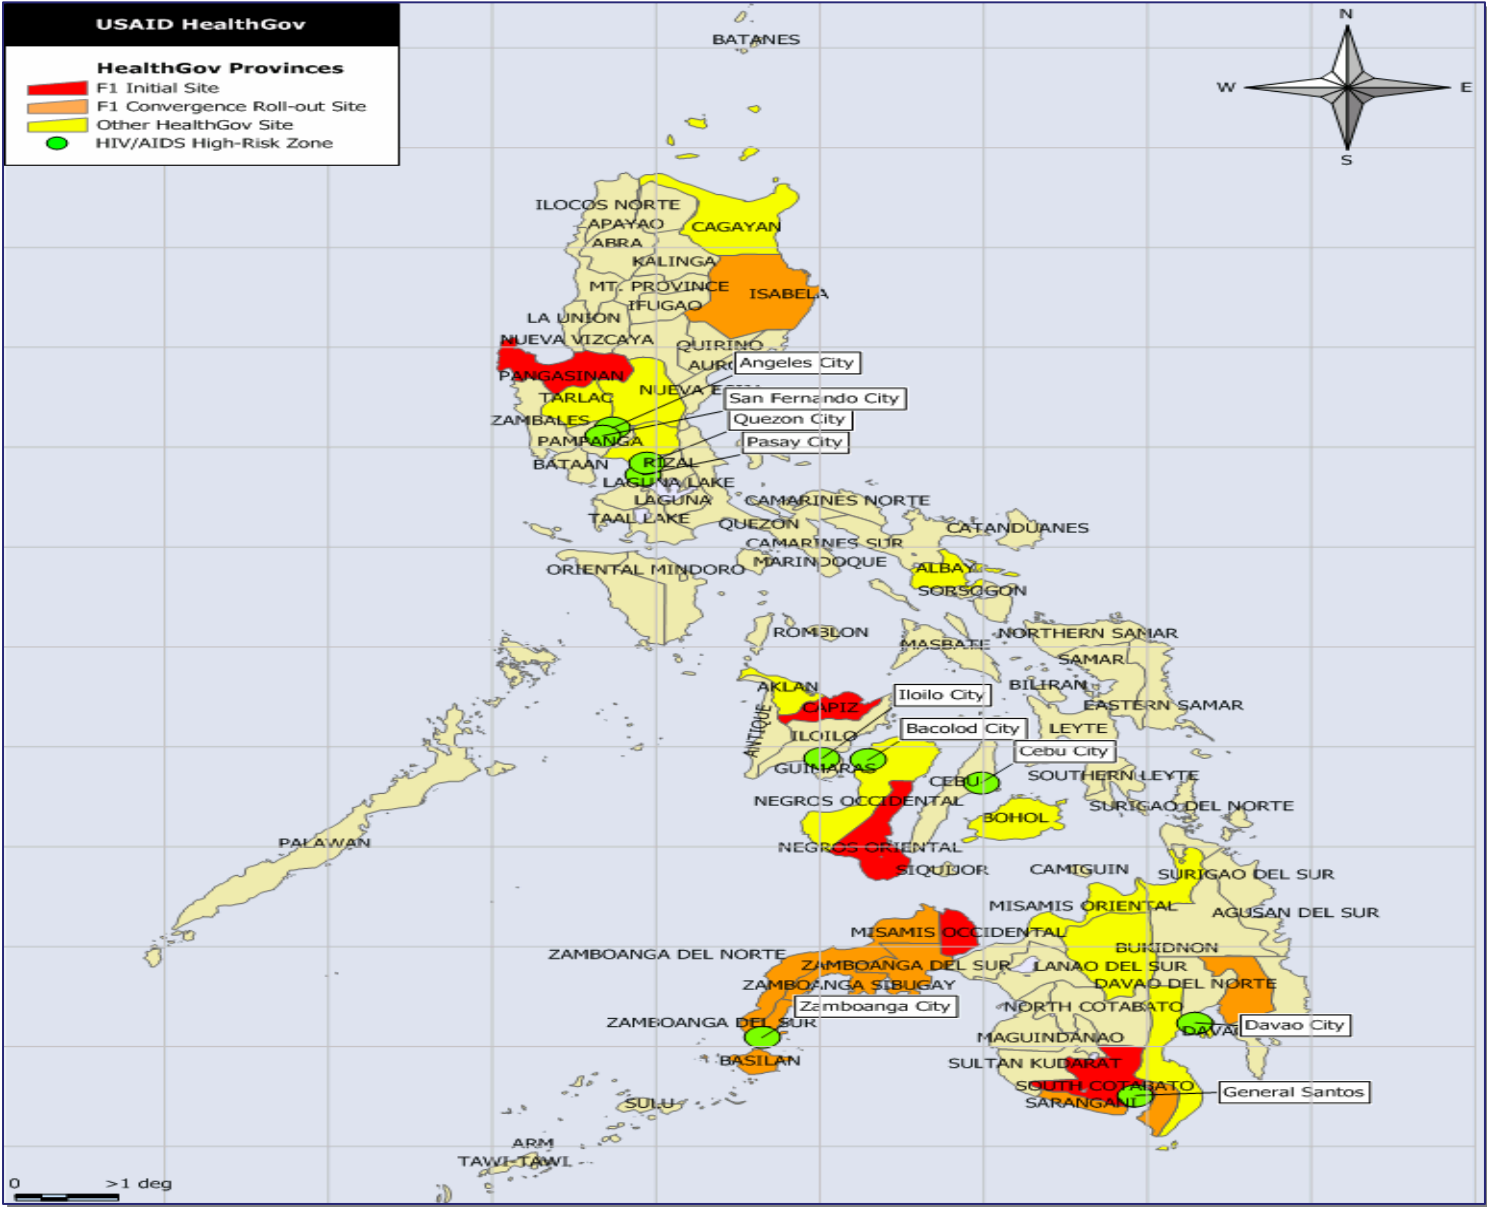 USAID HealthGov
HealthGov Provinces
F1 Initial Site
F1 Convergence Roll-out Site
Other HealthGov Site
HIV/AIDS High-Risk Zone
N
W
E
S
BATANES
ILOCOS NORTE
APAYAO
CAGAYAN
ABRA
KALINGA
MT. PROVINCE
ISABELA
IFUGAO
LA UNION
NUEVA VIZCAYA
QUIRINO
Angeles City
PANGASINAN
NUEVA
TARLAC
San Fernando City
ZAMBALES
Quezon City
PAMPANGA
Pasay City
BATAAN
RIZAL
LAGUNA LAKE
LAGUNA
CAMARINES NORTE
TAAL LAKE
QUEZON
CATANDUANES
CAMARINES SUR
MARINDOQUE
ORIENTAL MINDORO
ALBAY
SORSOGON
ROMBLON
NORTHERN SAMAR
MASBATE
SAMAR
AKLAN
BILIRAN
Iloilo City
CAPIZ
EASTERN SAMAR
ANTIQUE
ILOILO
Bacolod City
LEYTE
Cebu City
GUIMARAS
CEBU
SOUTHERN LEYTE
NEGROS OCCIDENTAL
SURIGAO DEL NORTE
BOHOL
PALAWAN
NEGROS ORIENTAL
SIQUIJOR
CAMIGUIN
SURIGAO DEL SUR
MISAMIS ORIENTAL
AGUSAN DEL SUR
MISAMIS OCCIDENTAL
BUKIDNON
ZAMBOANGA DEL NORTE
ZAMBOANGA DEL SUR
LANAO DEL SUR
ZAMBOANGA SIBUGAY
DAVAO DEL NORTE
Zamboanga City
NORTH COTABATO
ZAMBOANGA DEL SUR
Davao City
MAGUINDANAO
BASILAN
SULTAN KUDARAT
SOUTH COTABATO
General Santos
SARANGANI
SULU
ARM
TAWI-TAWI
0 >1 deg